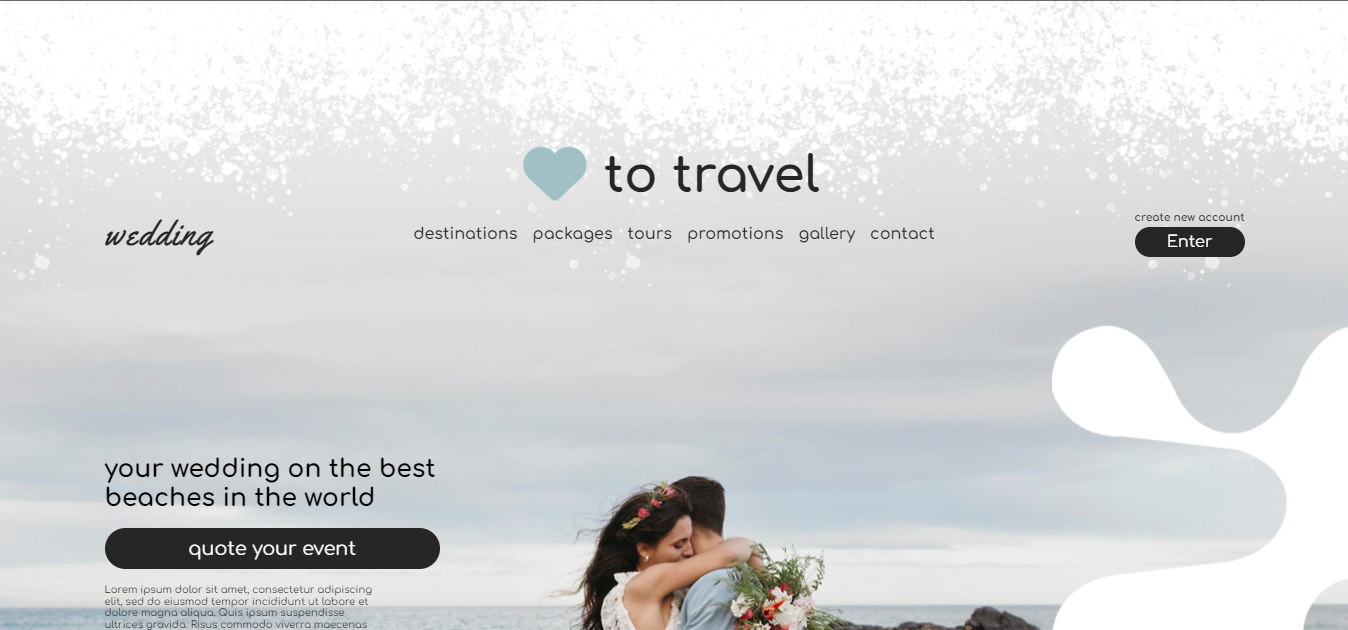 to travel
wedding
destinations packages tours promotions gallery contact
create new account
Enter
your wedding on the best
beaches in the world
quote your event
Lorem ipsum dolor sit amet, consectetur adipiscing
elit, sed do eiusmod tempor incididunt ut labore et
dolore magna aliqua. Quis ipsum suspendisse
ultrices gravida. Risus commodo viverra maecenas